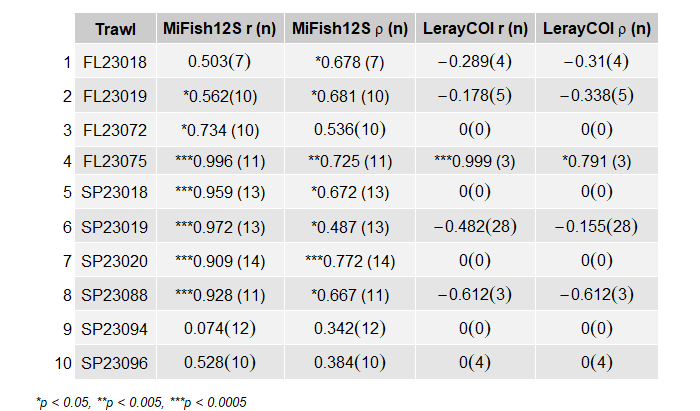 Trawl MiFish12S r (n) MiFish12S ρ (n) LerayCOI r (n) LerayCOI ρ (n)
1 FL23018 0.503(7) *0.678 (7) −0.289(4) −0.31(4)
2 FL23019 *0.562(10) *0.681 (10) −0.178(5) −0.338(5)
3 FL23072 *0.734 (10) 0.536(10) 0(0) 0(0)
4 FL23075 ***0.996 (11) **0.725 (11) ***0.999 (3) *0.791 (3)
5 SP23018 ***0.959 (13) *0.672 (13) 0(0) 0(0)
6 SP23019 ***0.972 (13) *0.487 (13) −0.482(28) −0.155(28)
7 SP23020 ***0.909 (14) ***0.772 (14) 0(0) 0(0)
8 SP23088 ***0.928 (11) *0.667 (11) −0.612(3) −0.612(3)
9 SP23094 0.074(12) 0.342(12) 0(0) 0(0)
10 SP23096 0.528(10) 0.384(10) 0(4) 0(4)
*p < 0.05, **p < 0.005, ***p < 0.0005